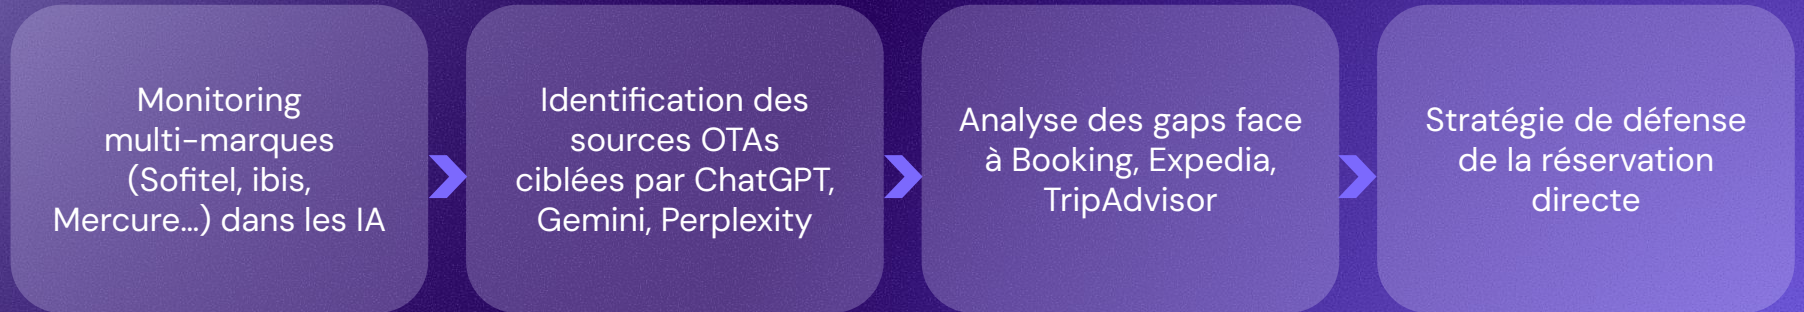 Monitoring
multi-marques
(Sofitel, ibis,
Mercure...) dans les IA
Identification des
sources OTAs
ciblées par ChatGPT,
Gemini, Perplexity
Analyse des gaps face
à Booking, Expedia,
TripAdvisor
Stratégie de défense
de la réservation
directe